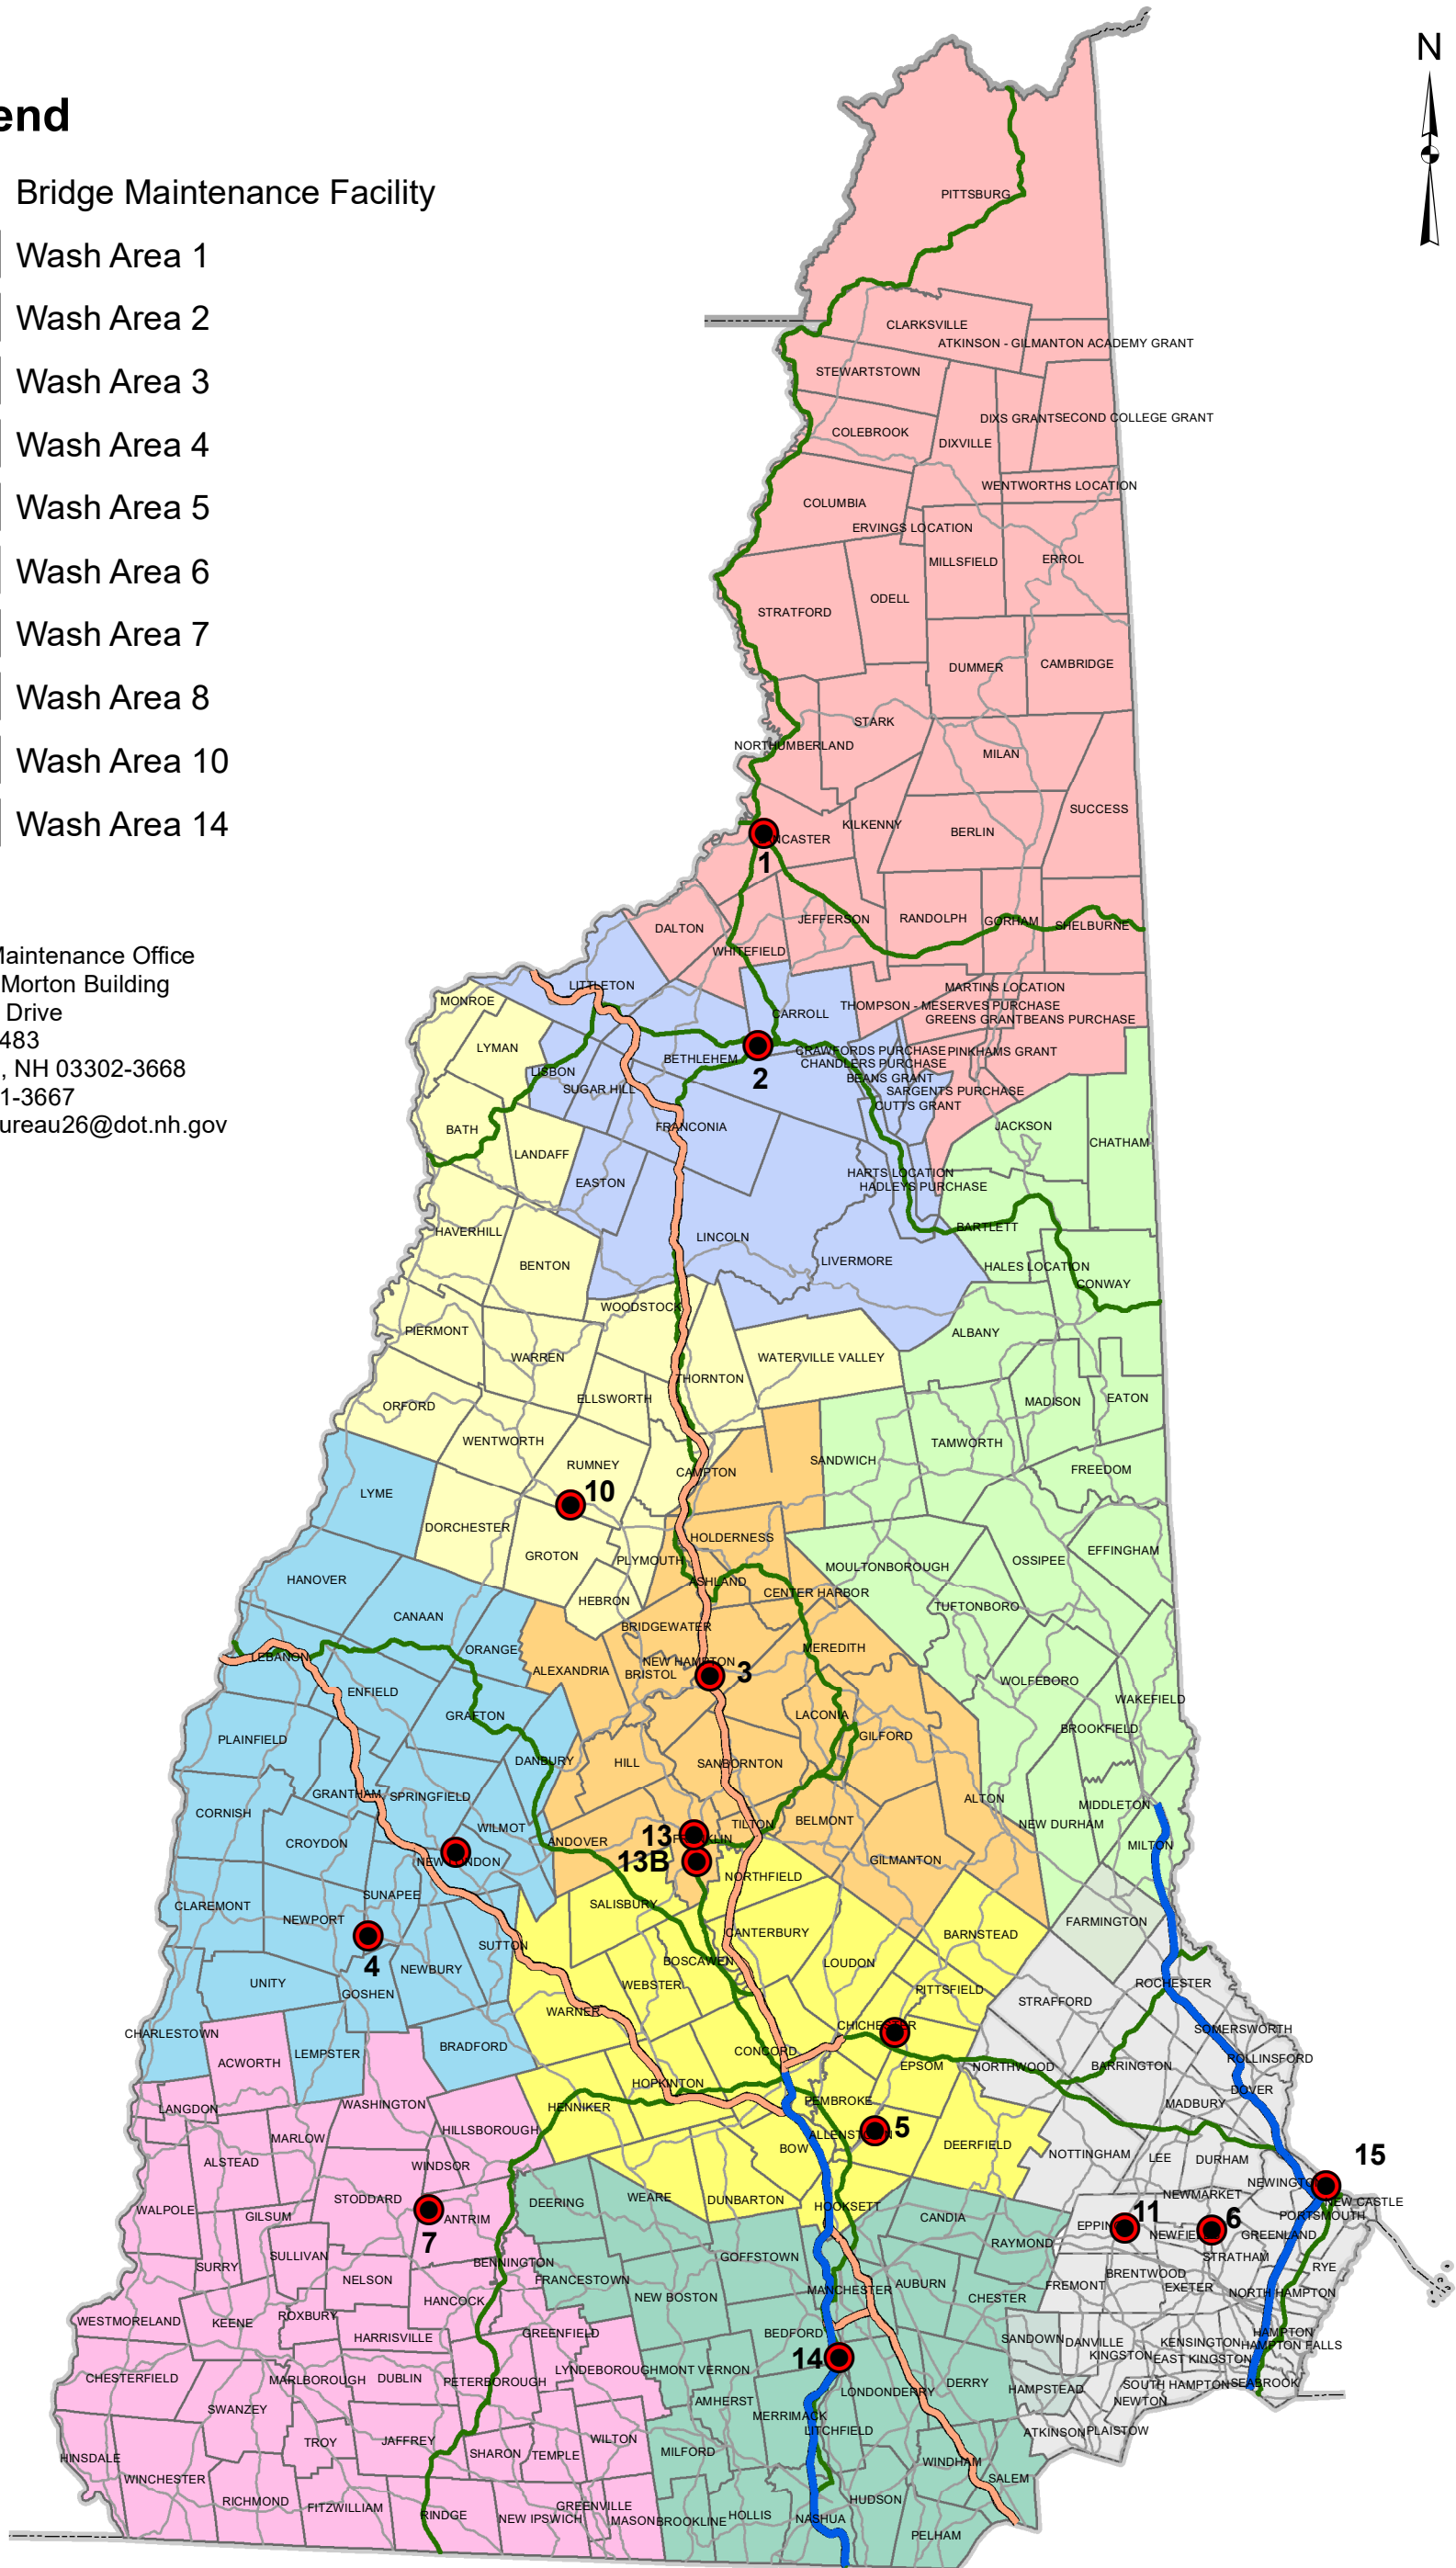 end
N
Bridge Maintenance Facility
Wash Area 1
Wash Area 2
Wash Area 3
Wash Area 4
Wash Area 5
Wash Area 6
Wash Area 7
Wash Area 8
Wash Area 10
Wash Area 14
Maintenance Office
Morton Building
Drive
483
, NH 03302-3668
1-3667
ureau26@dot.nh.gov
PITTSBURG
CLARKSVILLE
ATKINSON - GILMANTON ACADEMY GRANT
STEWARTSTOWN
DIXS GRANT SECOND COLLEGE GRANT
COLEBROOK
DIXVILLE
WENTWORTHS LOCATION
COLUMBIA
ERVINGS LOCATION
MILLSFIELD
ERROL
ODELL
STRATFORD
DUMMER
CAMBRIDGE
STARK
NORTHUMBERLAND
MILAN
SUCCESS
KILKENNY
BERLIN
NCASTER
1
JEFFERSON
RANDOLPH
GORHAM
SHELBURNE
DALTON
WHITEFIELD
LITTLETON
MARTINS LOCATION
MONROE
THOMPSON - MESERVES PURCHASE
CARROLL
GREENS GRANT BEANS PURCHASE
LYMAN
CRAWFORDS PURCHASE PINKHAMS GRANT
BETHLEHEM
CHANDLERS PURCHASE
LISBON
2
BEANS GRANT
SUGAR HILL
SARGENTS PURCHASE
CUTTS GRANT
FRANCONIA
JACKSON
BATH
CHATHAM
LANDAFF
HARTS LOCATION
EASTON
HADLEYS PURCHASE
BARTLETT
HAVERHILL
LINCOLN
LIVERMORE
BENTON
HALES LOCATION
CONWAY
WOODSTOCK
PIERMONT
ALBANY
WARREN
WATERVILLE VALLEY
THORNTON
ELLSWORTH
MADISON
EATON
ORFORD
WENTWORTH
TAMWORTH
RUMNEY
SANDWICH
CAMPTON
FREEDOM
LYME
10
DORCHESTER
HOLDERNESS
GROTON
PLYMOUTH
EFFINGHAM
OSSIPEE
MOULTONBOROUGH
HANOVER
ASHLAND
CENTER HARBOR
HEBRON
TUFTONBORO
CANAAN
BRIDGEWATER
ORANGE
MEREDITH
LEBANON
NEW HAMPTON
ALEXANDRIA
BRISTOL
3
WOLFEBORO
ENFIELD
WAKEFIELD
GRAFTON
LACONIA
BROOKFIELD
PLAINFIELD
GILFORD
DANBURY
HILL
SANBORNTON
GRANTHAM
SPRINGFIELD
ALTON
MIDDLETON
CORNISH
BELMONT
TILTON
NEW DURHAM
WILMOT
CROYDON
ANDOVER
13
MILTON
13B
GILMANTON
NORTHFIELD
SUNAPEE
SALISBURY
CLAREMONT
NEWPORT
FARMINGTON
CANTERBURY
BARNSTEAD
SUTTON
BOSCAWEN
LOUDON
4
NEWBURY
UNITY
WEBSTER
ROCHESTER
GOSHEN
PITTSFIELD
STRAFFORD
WARNER
CHARLESTOWN
SOMERSWORTH
BRADFORD
CONCORD
LEMPSTER
ROLLINSFORD
ACWORTH
EPSOM
NORTHWOOD
BARRINGTON
HOPKINTON
DOVER
WASHINGTON
PEMBROKE
MADBURY
LANGDON
HENNIKER
HILLSBOROUGH
5
MARLOW
BOW
DEERFIELD
NOTTINGHAM
15
LEE
DURHAM
ALSTEAD
WINDSOR
NEWMARKET
STODDARD
WEARE
DUNBARTON
DEERING
NEW CASTLE
HOOKSETT
WALPOLE
11
6
PORTSMOUTH
GILSUM
ANTRIM
CANDIA
7
GREENLAND
RAYMOND
SULLIVAN
GOFFSTOWN
STRATHAM
BENNINGTON
SURRY
RYE
BRENTWOOD
NELSON
FRANCESTOWN
AUBURN
FREMONT
EXETER
MANCHESTER
NORTH HAMPTON
NEW BOSTON
CHESTER
HANCOCK
ROXBURY
WESTMORELAND
KEENE
GREENFIELD
BEDFORD
HAMPTON
HARRISVILLE
SANDOWN
DANVILLE
KENSINGTON
HAMPTON FALLS
KINGSTON
EAST KINGSTON
14
LYNDEBOROUGH MONT VERNON
CHESTERFIELD
MARLBOROUGH
DUBLIN
PETERBOROUGH
DERRY
SOUTH HAMPTON SEABROOK
HAMPSTEAD
LONDONDERRY
AMHERST
NEWTON
SWANZEY
MERRIMACK
LITCHFIELD
ATKINSON
PLAISTOW
WILTON
JAFFREY
TROY
MILFORD
SHARON
TEMPLE
HINSDALE
WINDHAM
WINCHESTER
SALEM
HUDSON
RICHMOND
FITZWILLIAM
GREENVILLE
RINDGE
NEW IPSWICH
MASON
BROOKLINE
HOLLIS
NASHUA
PELHAM